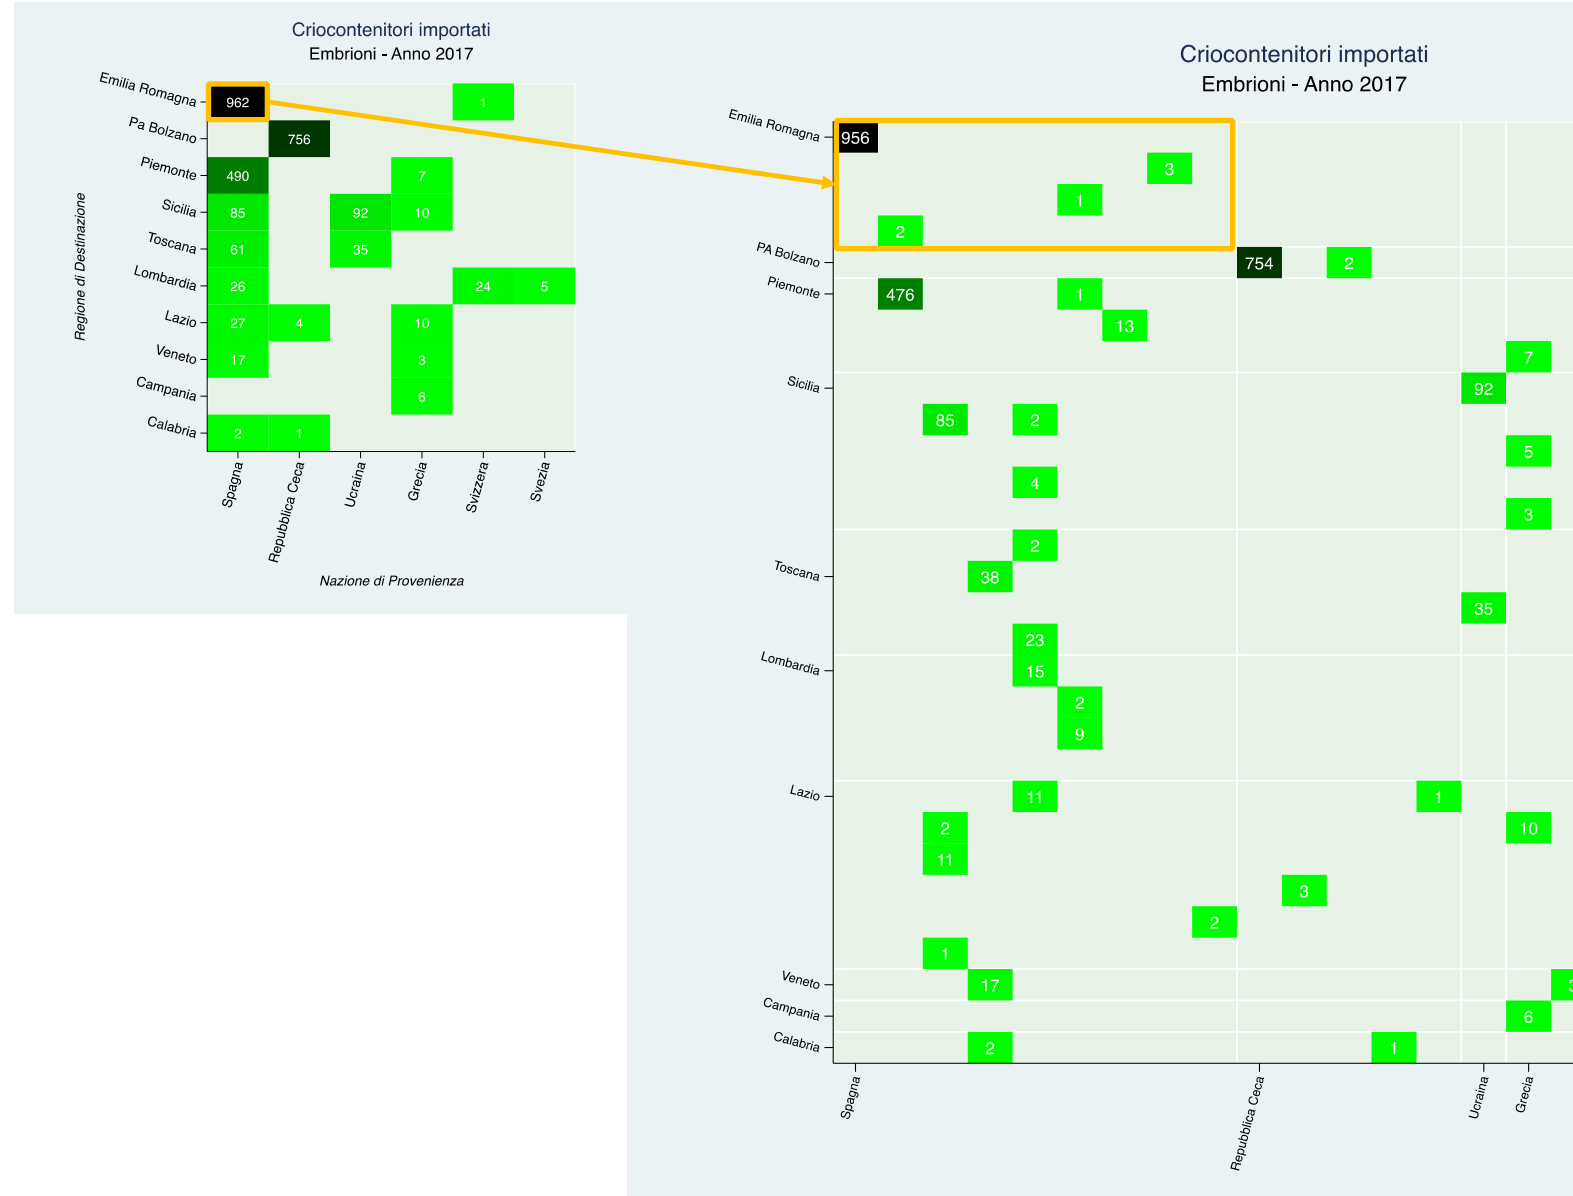 Criocontenitori importati
Embrioni - Anno 2017
Emilia Romagna 962 1
Pa Bolzano 756
Piemonte 490 7
Sicilia 85 92 10
Toscana 61 35
Lombardia 26 24 5
Lazio 27 4 10
Veneto 17 3
Campania 6
Calabria 2 1
Regione di Destinazione
Spagna
Repubblica Ceca
Ucraina
Grecia
Svizzera
Svezia
Nazione di Provenienza
Criocontenitori importati
Embrioni - Anno 2017
Emilia Romagna 956
3
1
2
PA Bolzano 754 2
Piemonte 476 1
13
7
Sicilia 92
85 2
5
4
3
2
Toscana 38
35
23
Lombardia 15
2
9
Lazio 11 1
2 10
11
3
2
1
Veneto 17
Campania 6
Calabria 2 1
Spagna
Repubblica Ceca
Ucraina
Grecia